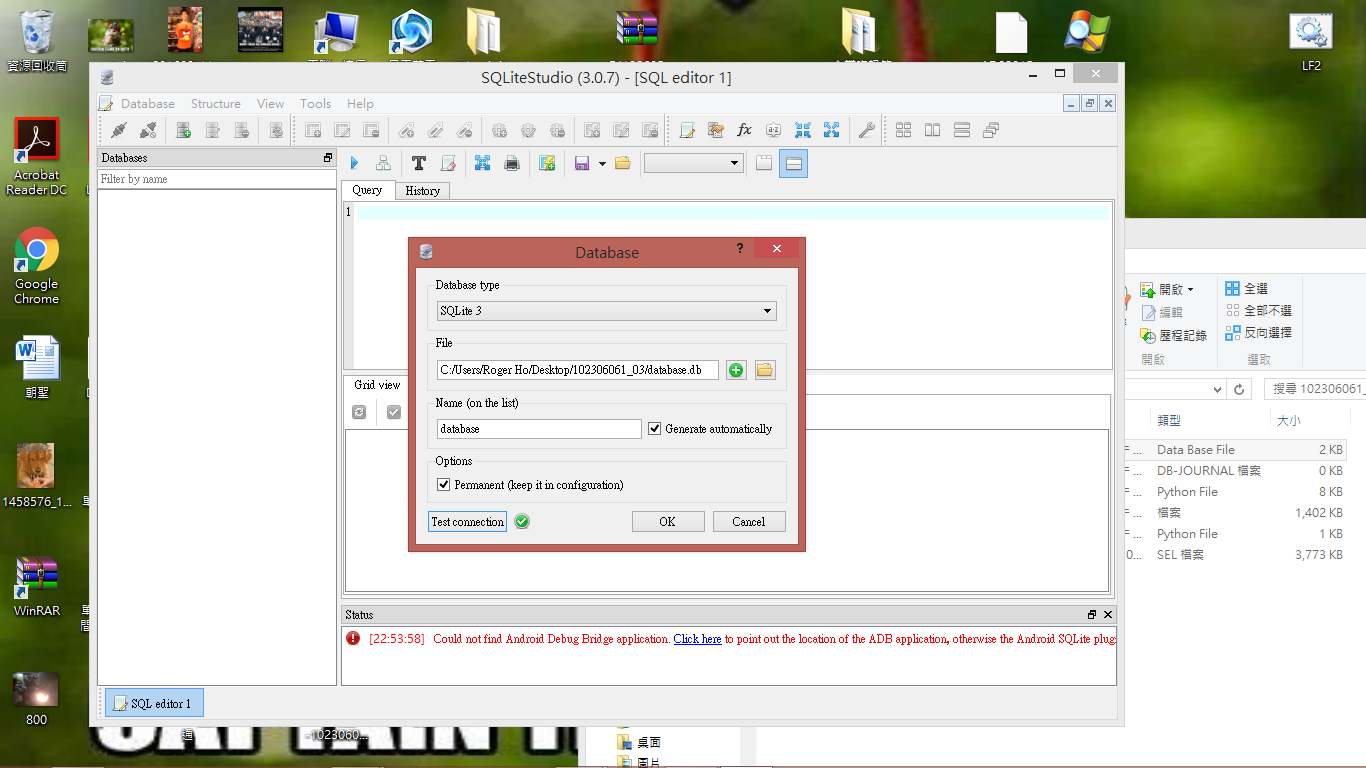 資源回收筒
LF2
SQLiteStudio (3.0.7) - [SQL editor 1]
Database Structure View Tools Help
Databases
Filter by name
Query History
1
Acrobat
Reader DC
Google
Chrome
朝聖
1458576_1...
WinRAR
800
Database
?
Database type
SQLite 3
File
C:/Users/Roger Ho/Desktop/102306061_03/database.db
Name (on the list)
database
Generate automatically
Options
Permanent (keep it in configuration)
Test connection
OK
Cancel
Grid view
Status
[22:53:58] Could not find Android Debug Bridge application. Click here to point out the location of the ADB application, otherwise the Android SQLite plug
SQL editor 1
開啟
編輯
歷程記錄
開啟
全選
全部不選
反向選擇
選取
搜尋 102306061_
類型 大小
Data Base File 2 KB
DB-JOURNAL 檔案 0 KB
Python File 8 KB
檔案 1,402 KB
Python File 1 KB
SEL 檔案 3,773 KB
-1023060...
桌面
圖片